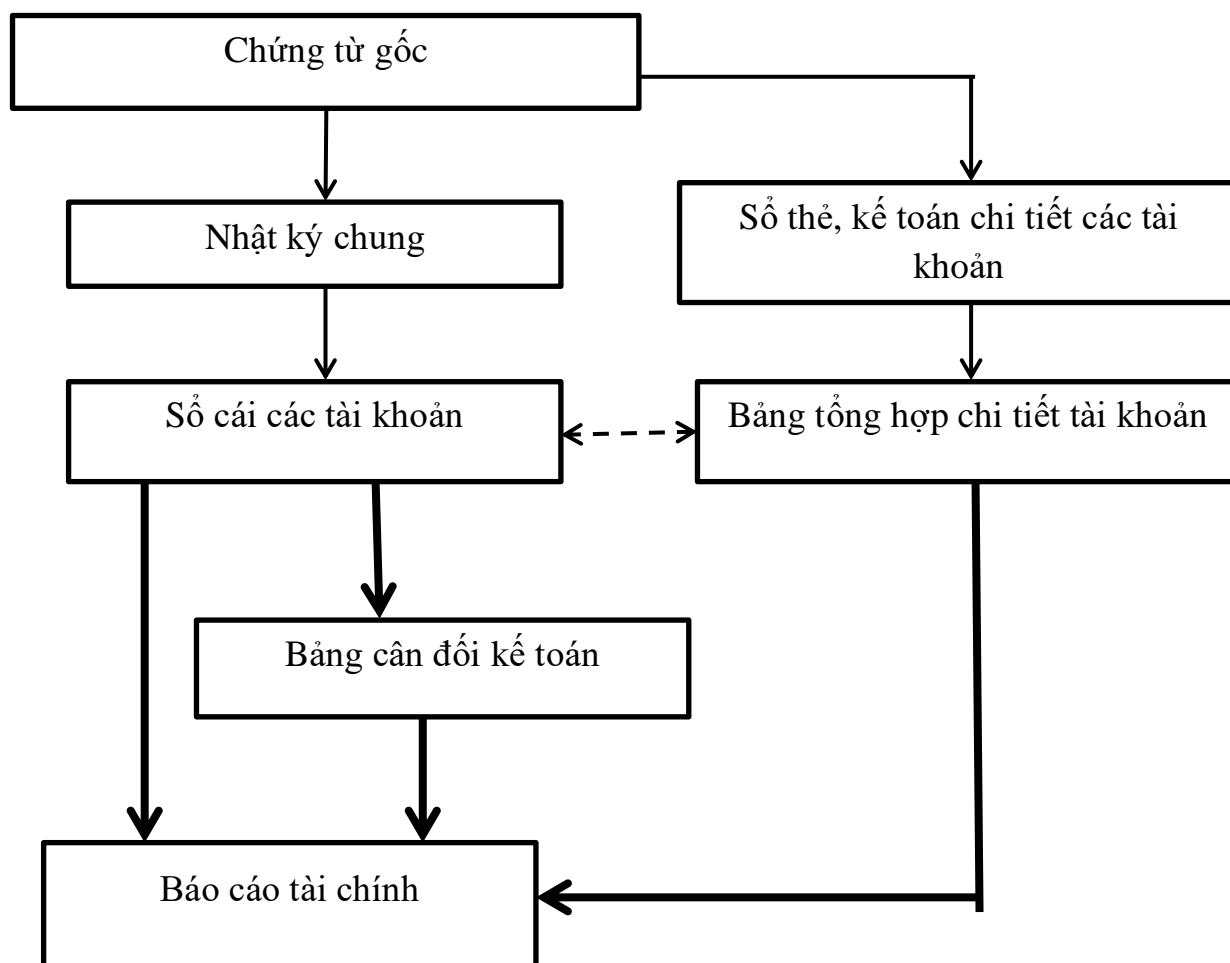 Chứng từ gốc
Nhật ký chung
Sổ thẻ, kế toán chi tiết các tài
khoản
Sổ cái các tài khoản
Bảng tổng hợp chi tiết tài khoản
Bảng cân đối kế toán
Báo cáo tài chính